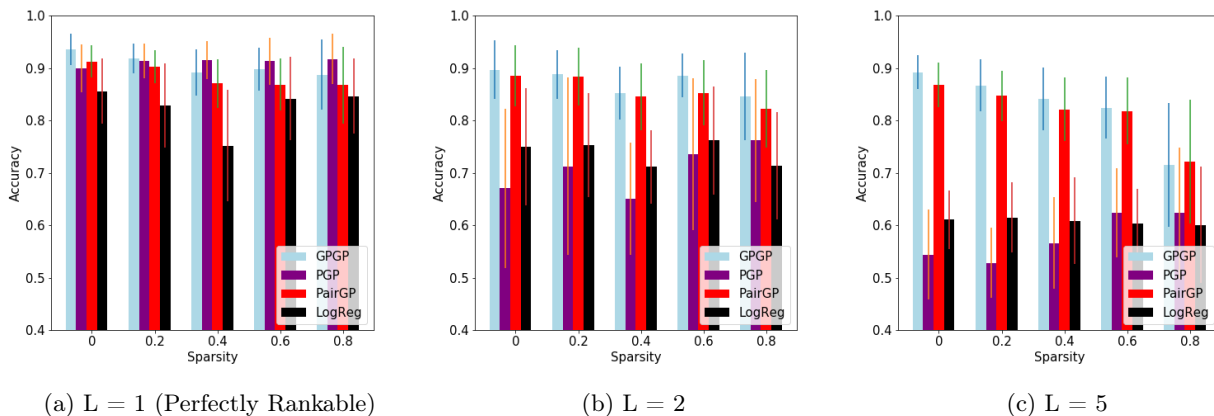 1.0
0.9
0.8
0.7
0.6
0.5
0.4
Accuracy
0
0.2
0.4
0.6
0.8
Sparsity
GPGP
PGP
PairGP
LogReg
(a) L = 1 (Perfectly Rankable)
1.0
0.9
0.8
0.7
0.6
0.5
0.4
Accuracy
0
0.2
0.4
0.6
0.8
Sparsity
GPGP
PGP
PairGP
LogReg
(b) L = 2
1.0
0.9
0.8
0.7
0.6
0.5
0.4
Accuracy
0
0.2
0.4
0.6
0.8
Sparsity
GPGP
PGP
PairGP
LogReg
(c) L = 5